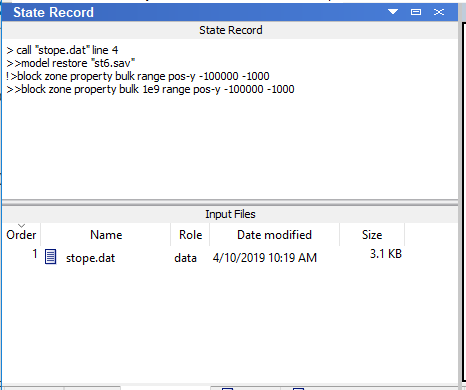 State Record
State Record
> call "stope.dat" line 4
>>model restore "st6.sav"
!>block zone property bulk range pos-y -100000 -1000
>>block zone property bulk 1e9 range pos-y -100000 -1000
Input Files
Order Name Role Date modified Size
1 stope.dat data 4/10/2019 10:19 AM 3.1 KB